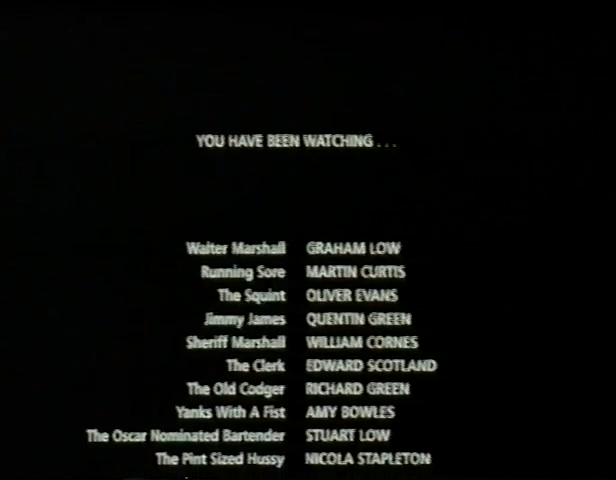 YOU HAVE BEEN WATCHING . . .
Walter Marshall GRAHAM LOW
Running Sore MARTIN CURTIS
The Squint OLIVER EVANS
Jimmy James QUENTIN GREEN
Sheriff Marshall WILLIAM CORNES
The Clerk EDWARD SCOTLAND
The Old Codger RICHARD GREEN
Yanks With A Fist AMY BOWLES
The Oscar Nominated Bartender STUART LOW
The Pint Sized Hussy NICOLA STAPLETON